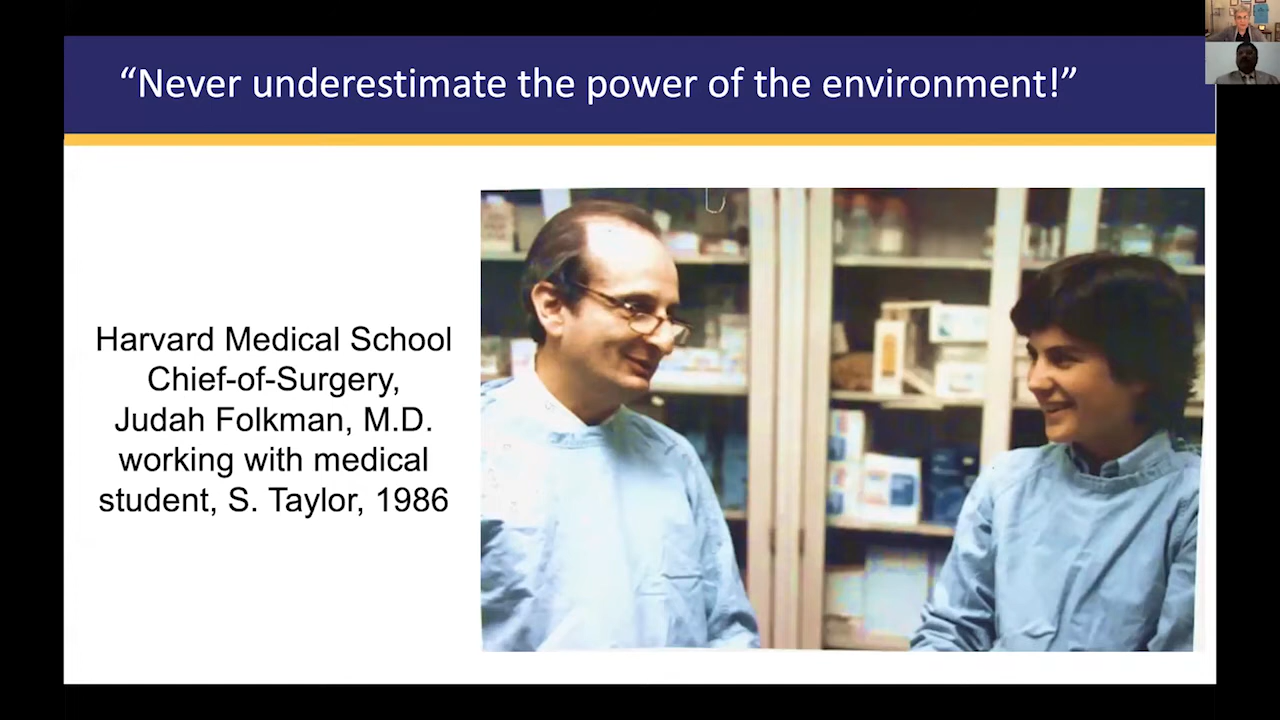 “Never underestimate the power of the environment!”
Harvard Medical School
Chief-of-Surgery,
Judah Folkman, M.D.
working with medical
student, S. Taylor, 1986